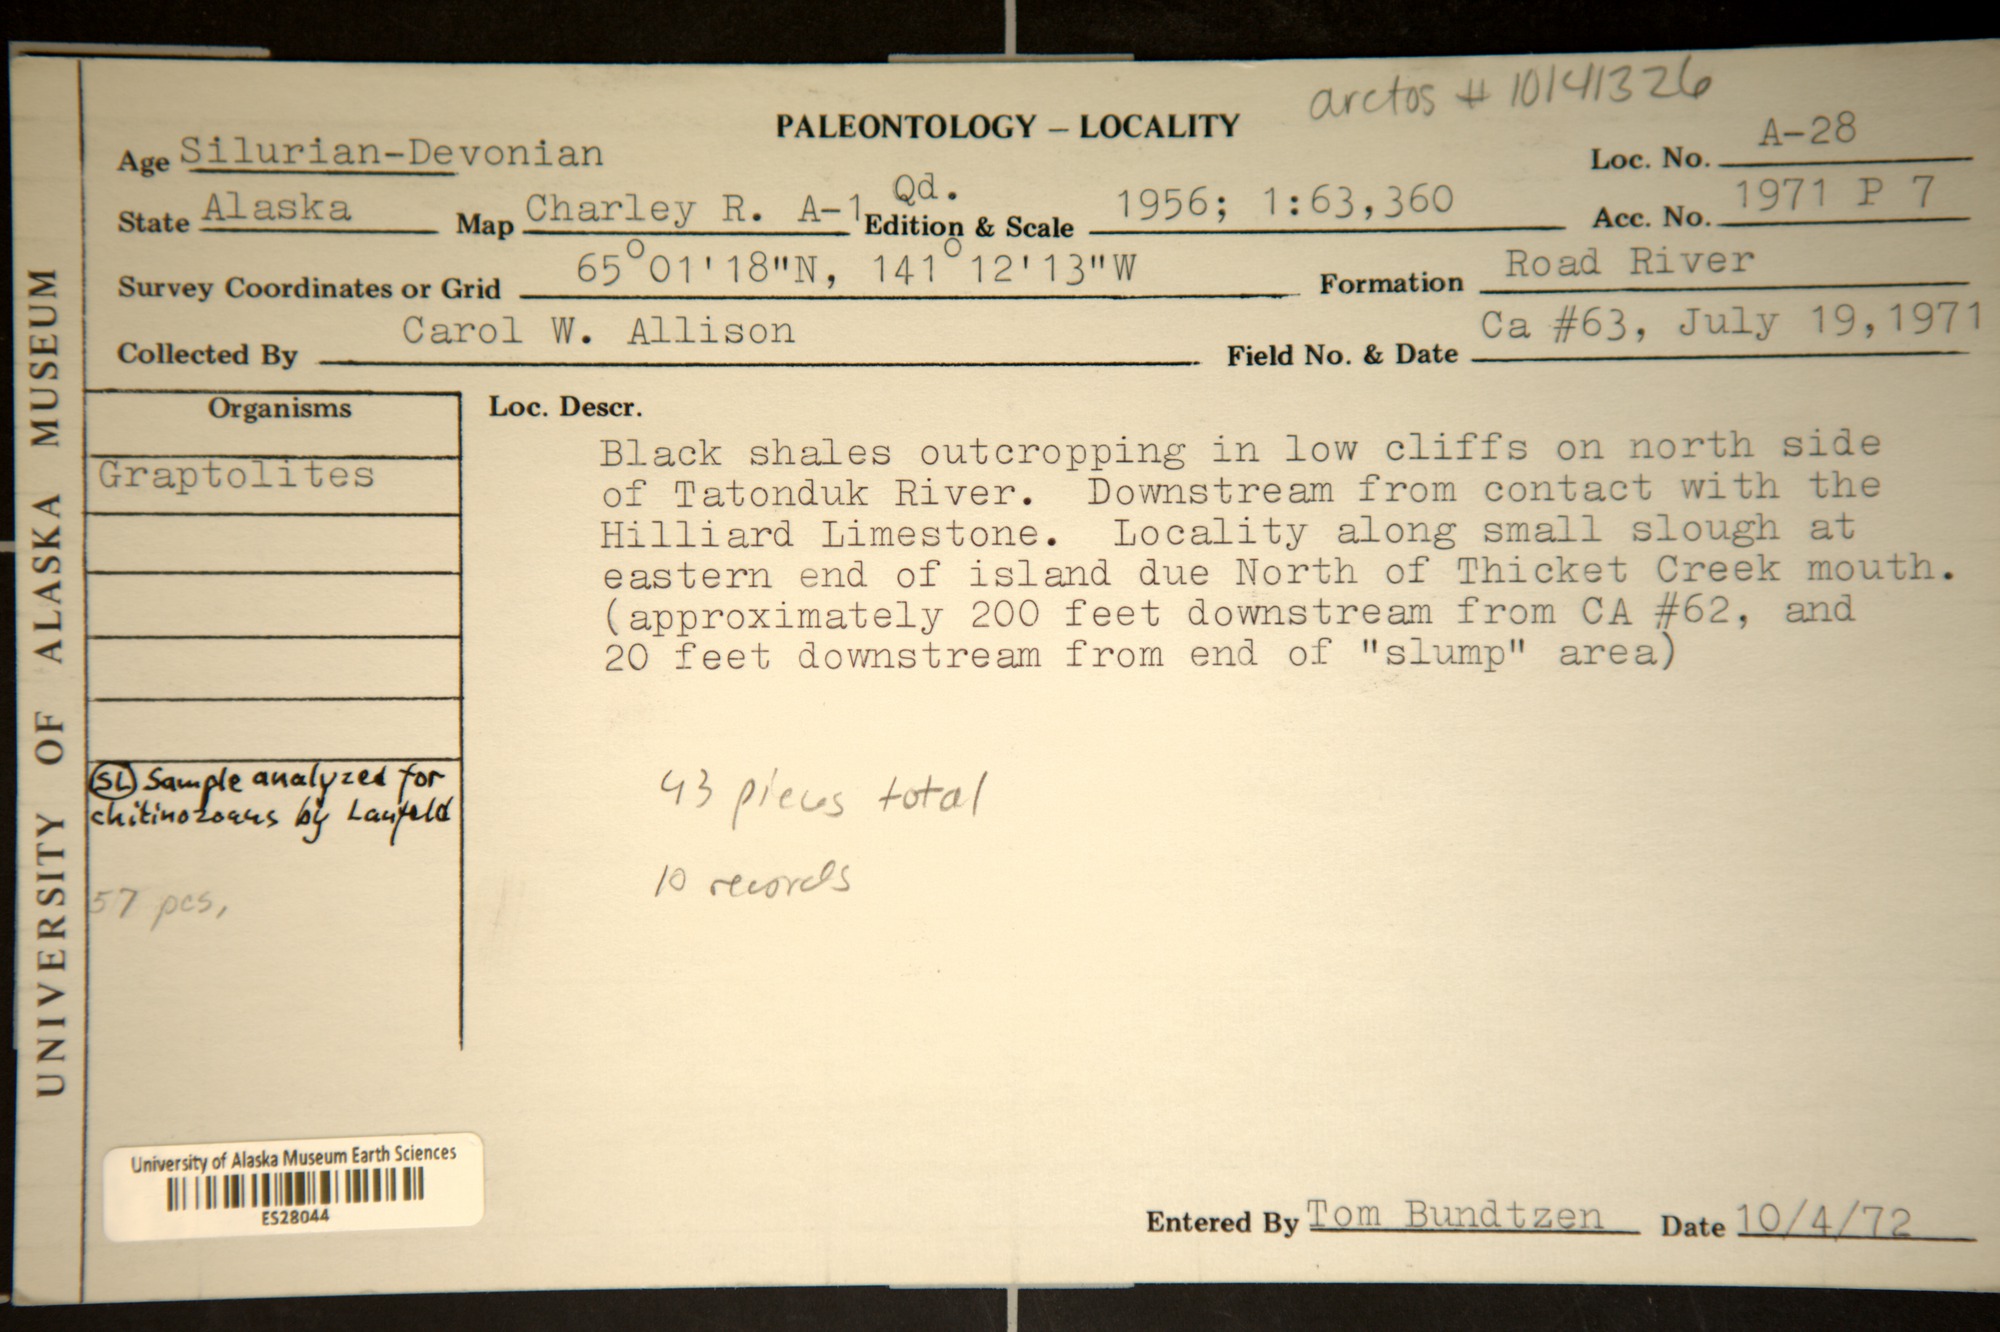 arctos # 10141326
PALEONTOLOGY – LOCALITY
Age Silurian-Devonian
Loc. No. A-28
State Alaska Map Charley R. A-1 Qd. Edition & Scale 1956; 1:63,360
Acc. No. 1971 P 7
Survey Coordinates or Grid 65°01'18"N, 141°12'13"W
Formation Road River
Collected By Carol W. Allison
Field No. & Date Ca #63, July 19,1971
Organisms
Graptolites
(SL) Sample analyzed for
chitinozoans by Laufeld
57 pcs,
Loc. Descr.
Black shales outcropping in low cliffs on north side
of Tatonduk River. Downstream from contact with the
Hilliard Limestone. Locality along small slough at
eastern end of island due North of Thicket Creek mouth.
(approximately 200 feet downstream from CA #62, and
20 feet downstream from end of "slump" area)
43 pieces total
10 records
UNIVERSITY OF ALASKA MUSEUM
University of Alaska Museum Earth Sciences
ES28044
Entered By Tom Bundtzen Date 10/4/72